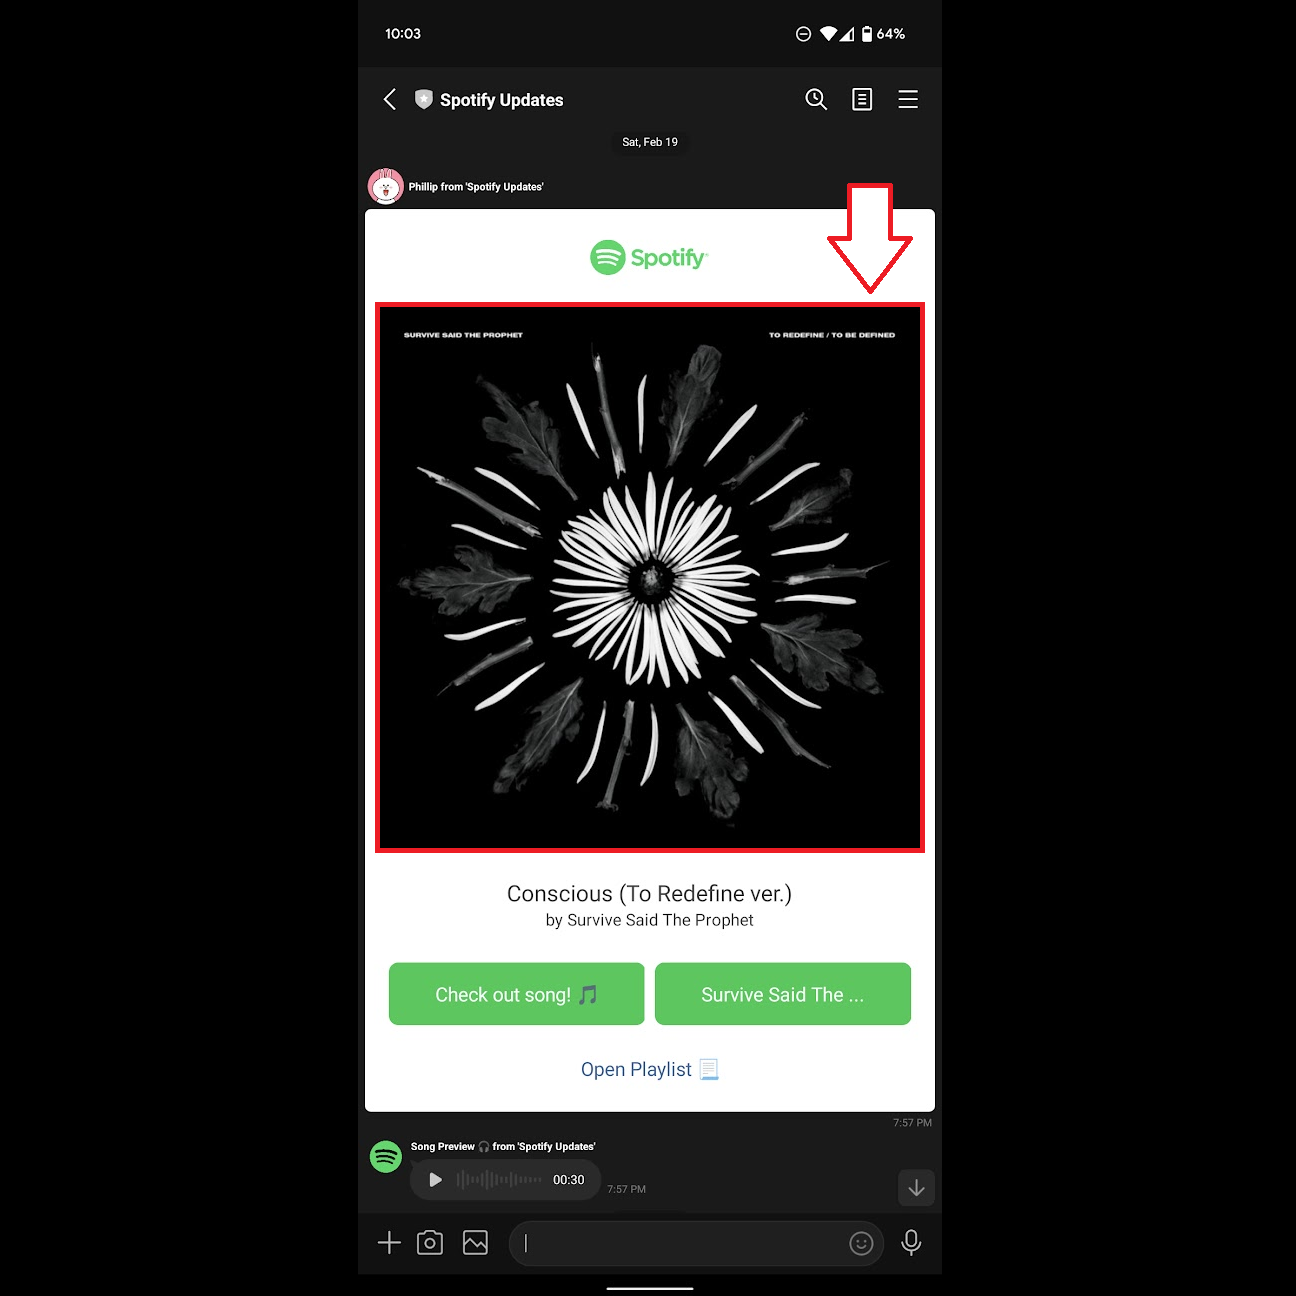 10:03
64%
Spotify Updates
Sat, Feb 19
Phillip from 'Spotify Updates'
Spotify
SURVIVE SAID THE PROPHET
TO REDEFINE / TO BE DEFINED
Conscious (To Redefine ver.)
by Survive Said The Prophet
Check out song! 🎵
Survive Said The ...
Open Playlist 📃
7:57 PM
Song Preview 🎧 from 'Spotify Updates'
00:30
7:57 PM